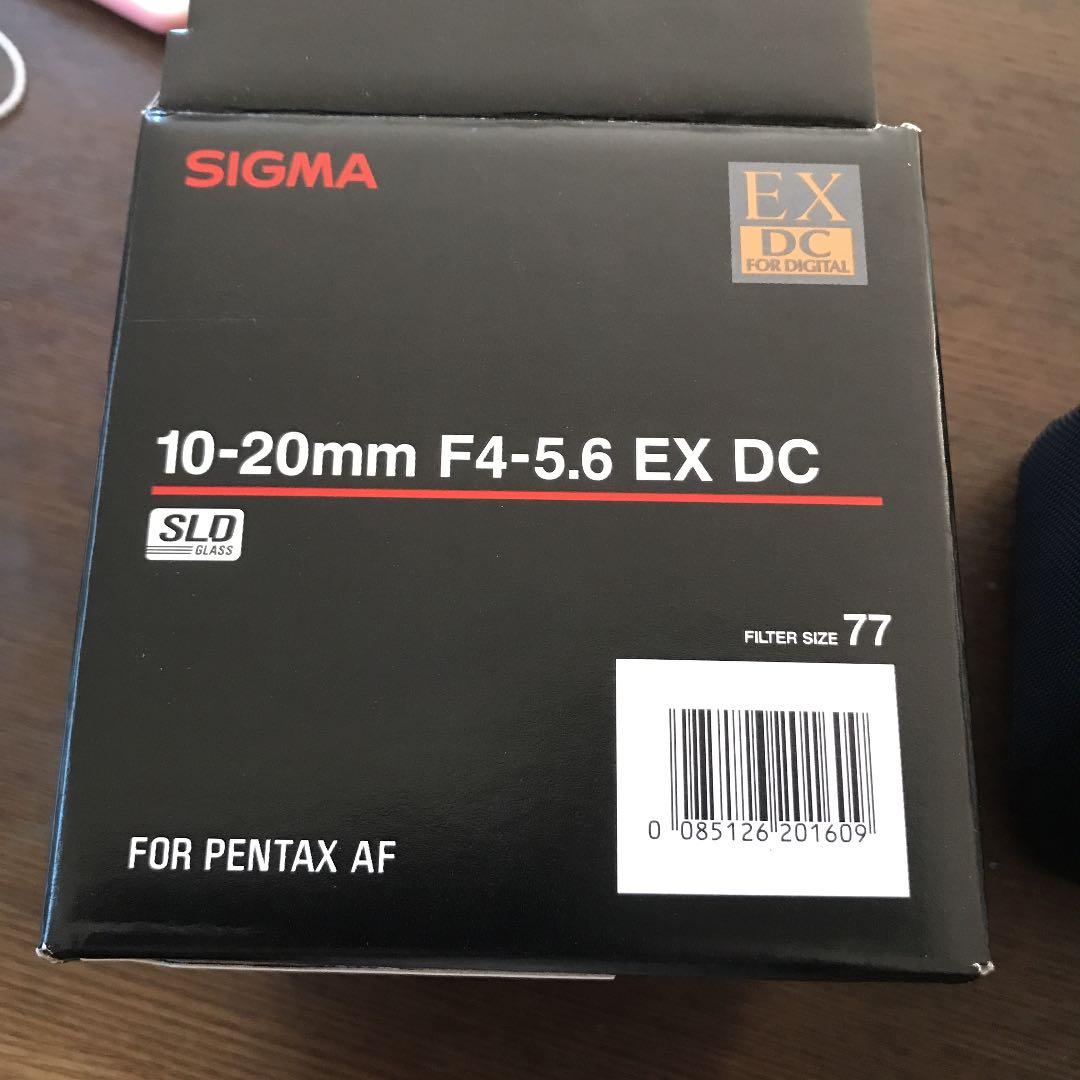 SIGMA
EX
DC
FOR DIGITAL
10-20mm F4-5.6 EX DC
SLD
GLASS
FILTER SIZE 77
0 085126 201609
FOR PENTAX AF